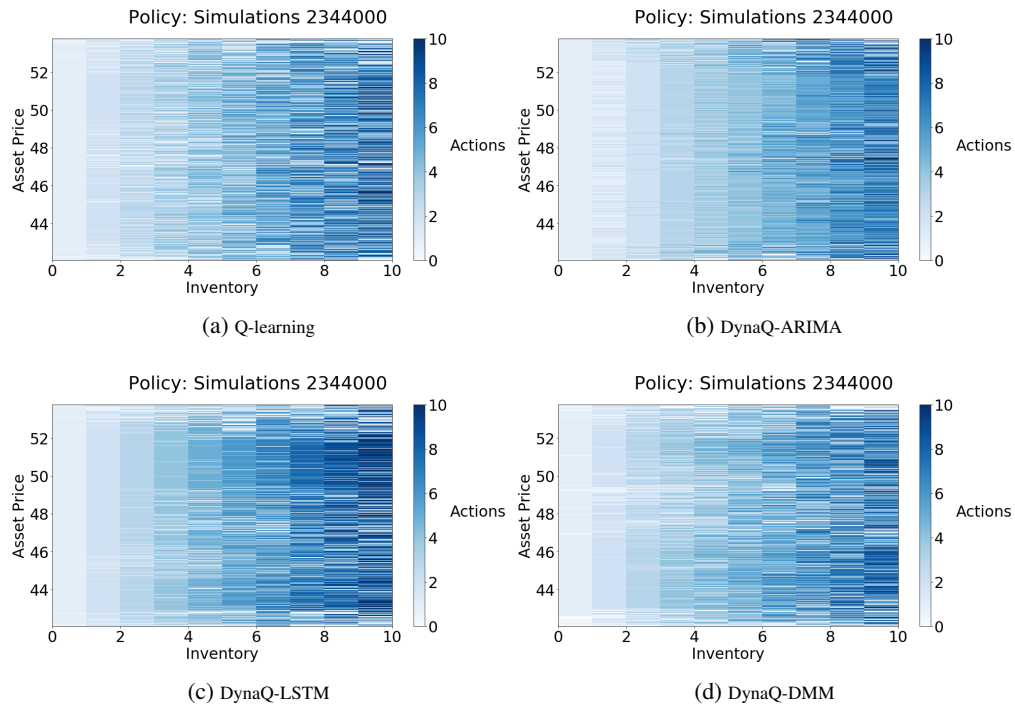 Policy: Simulations 2344000
10
8
6
4
2
0
Actions
52
50
48
46
44
Asset Price
0 2 4 6 8 10
Inventory
(a) Q-learning
Policy: Simulations 2344000
10
8
6
4
2
0
Actions
52
50
48
46
44
Asset Price
0 2 4 6 8 10
Inventory
(b) DynaQ-ARIMA
Policy: Simulations 2344000
10
8
6
4
2
0
Actions
52
50
48
46
44
Asset Price
0 2 4 6 8 10
Inventory
(c) DynaQ-LSTM
Policy: Simulations 2344000
10
8
6
4
2
0
Actions
52
50
48
46
44
Asset Price
0 2 4 6 8 10
Inventory
(d) DynaQ-DMM